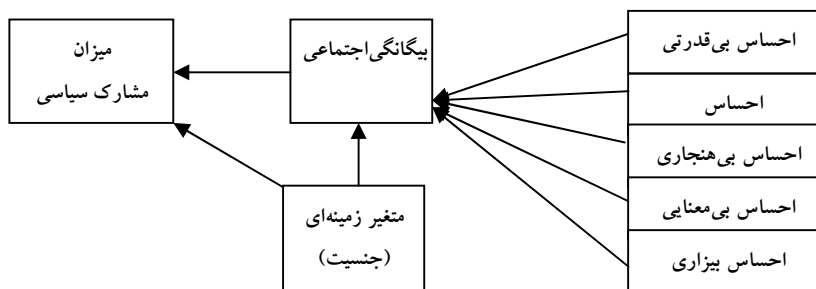 احساس بی‌قدرتی
احساس
احساس بی‌هنجاری
احساس بی‌معنایی
احساس بیزاری
بیگانگی‌اجتماعی
متغیر زمینه‌ای
(جنسیت)
میزان
مشارک سیاسی